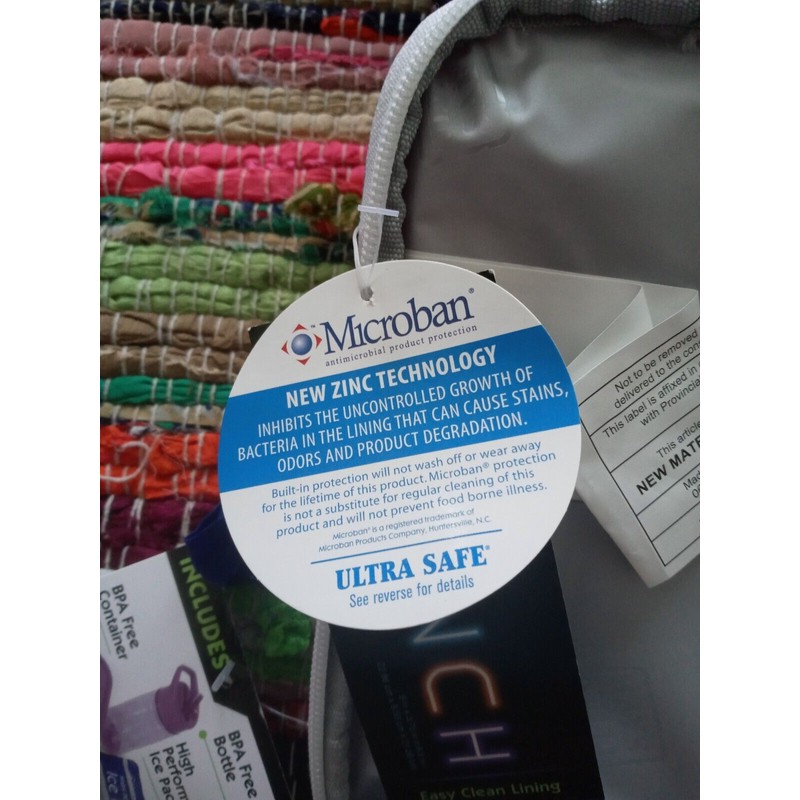 Microban®
antimicrobial product protection
NEW ZINC TECHNOLOGY
INHIBITS THE UNCONTROLLED GROWTH OF
BACTERIA IN THE LINING THAT CAN CAUSE STAINS,
ODORS AND PRODUCT DEGRADATION.
Built-in protection will not wash off or wear away
for the lifetime of this product. Microban® protection
is not a substitute for regular cleaning of this
product and will not prevent food borne illness.
Microban® is a registered trademark of
Microban Products Company, Huntersville, N.C.
ULTRA SAFE®
See reverse for details
Not to be removed
delivered to the con
This label is affixed in
with Provincia
This article
NEW MATE
Mad
INCLUDES
BPA Free
Container
BPA Free
Bottle
High
Perform
Ice Pac
NCH
Easy Clean Lining